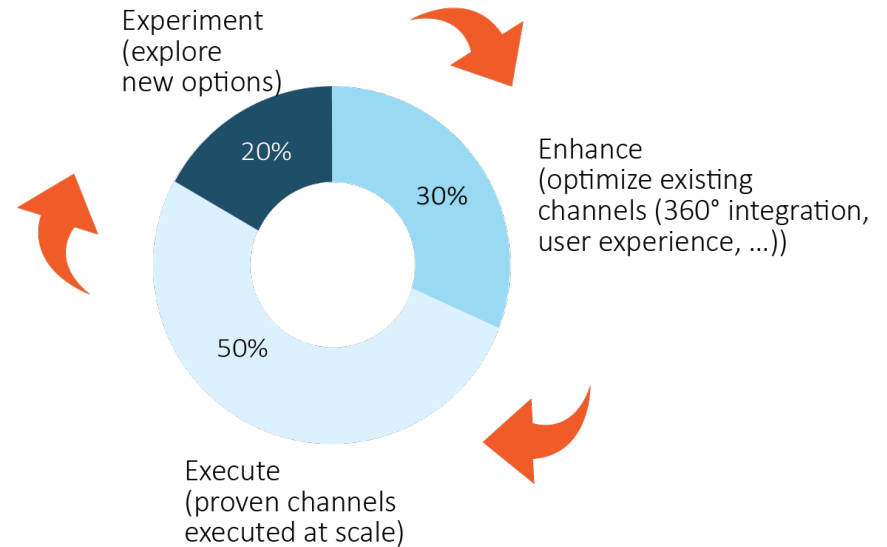 Experiment
(explore
new options)
20%
30%
Enhance
(optimize existing
channels (360° integration,
user experience, ...))
50%
Execute
(proven channels
executed at scale)